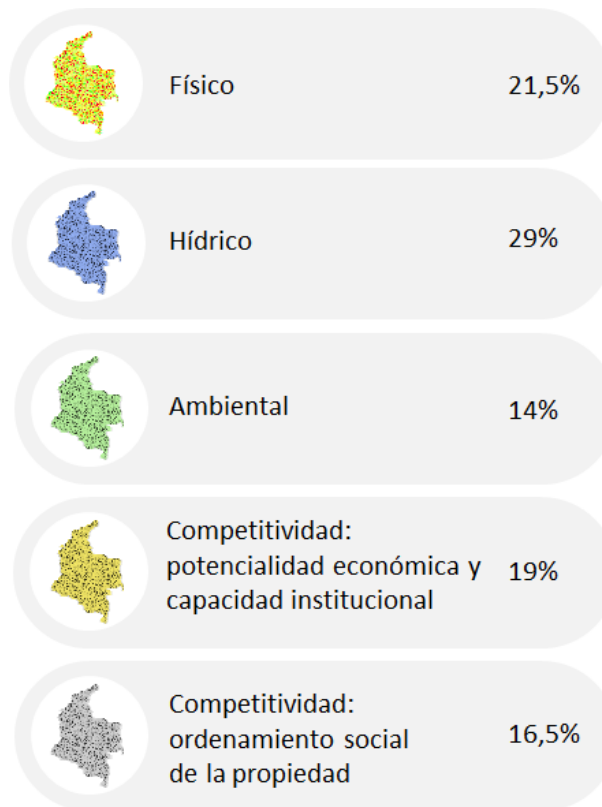 Físico 21,5%
Hídrico 29%
Ambiental 14%
Competitividad:
potencialidad económica y 19%
capacidad institucional
Competitividad:
ordenamiento social 16,5%
de la propiedad